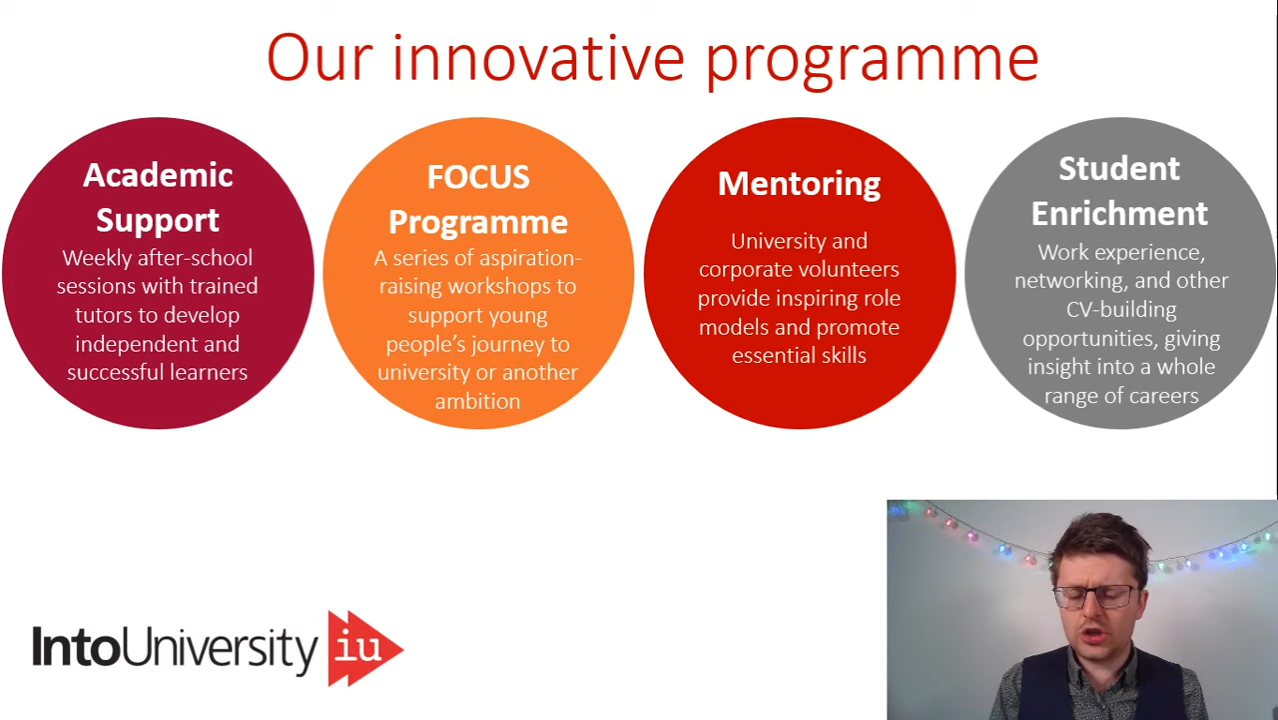 Our innovative programme
Academic
Support
Weekly after-school
sessions with trained
tutors to develop
independent and
successful learners
FOCUS
Programme
A series of aspiration-
raising workshops to
support young
people's journey to
university or another
ambition
Mentoring
University and
corporate volunteers
provide inspiring role
models and promote
essential skills
Student
Enrichment
Work experience,
networking, and other
CV-building
opportunities, giving
insight into a whole
range of careers
IntoUniversity iu